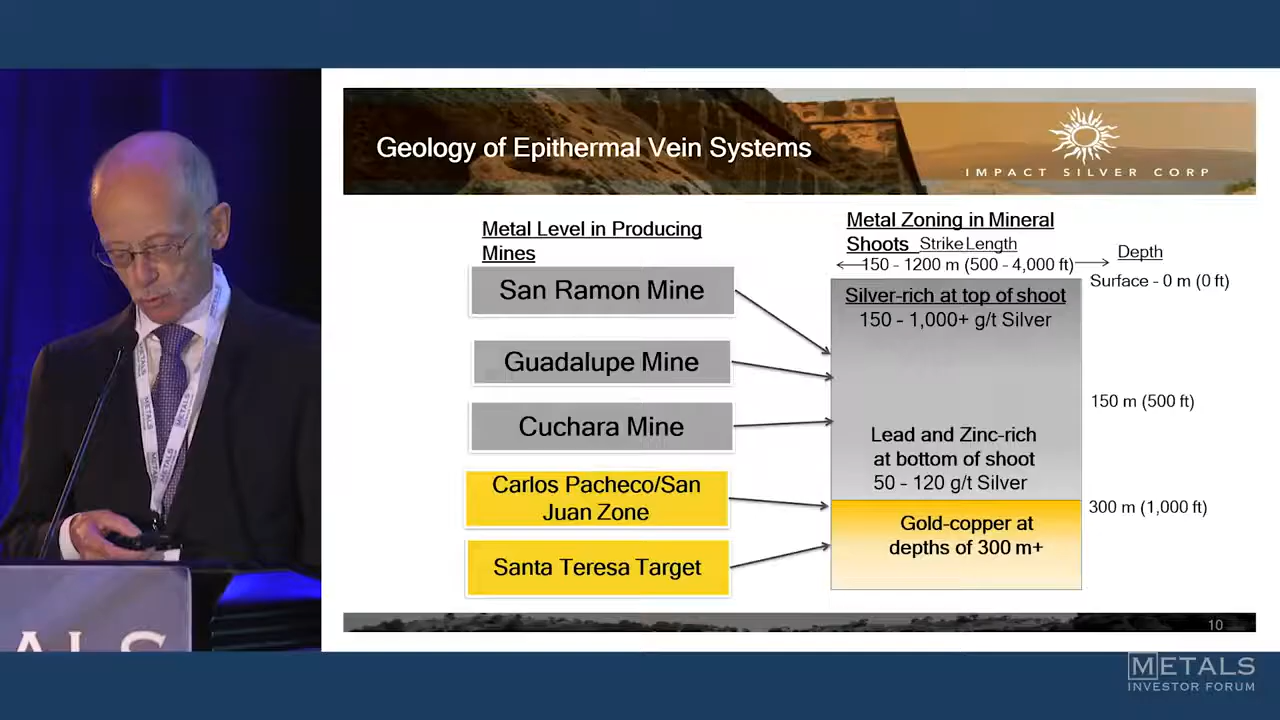 Geology of Epithermal Vein Systems
IMPACT SILVER CORP
Metal Level in Producing
Mines
San Ramon Mine
Guadalupe Mine
Cuchara Mine
Carlos Pacheco/San
Juan Zone
Santa Teresa Target
Metal Zoning in Mineral
Shoots Strike Length
150 - 1200 m (500 - 4,000 ft)
Depth
Surface - 0 m (0 ft)
Silver-rich at top of shoot
150 - 1,000+ g/t Silver
150 m (500 ft)
Lead and Zinc-rich
at bottom of shoot
50 - 120 g/t Silver
300 m (1,000 ft)
Gold-copper at
depths of 300 m+
10
METALS
METALS
ALS
METALS
INVESTOR FORUM